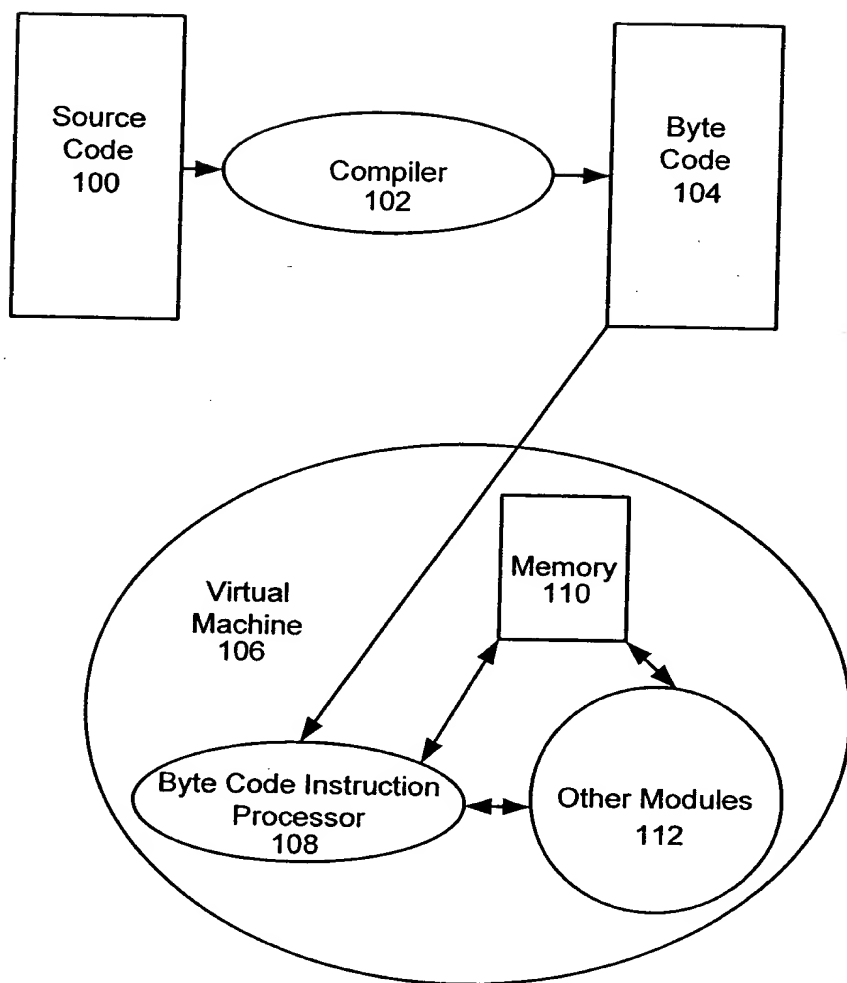 Source
Code
100
Compiler
102
Byte
Code
104
Memory
110
Virtual
Machine
106
Byte Code Instruction
Processor
108
Other Modules
112